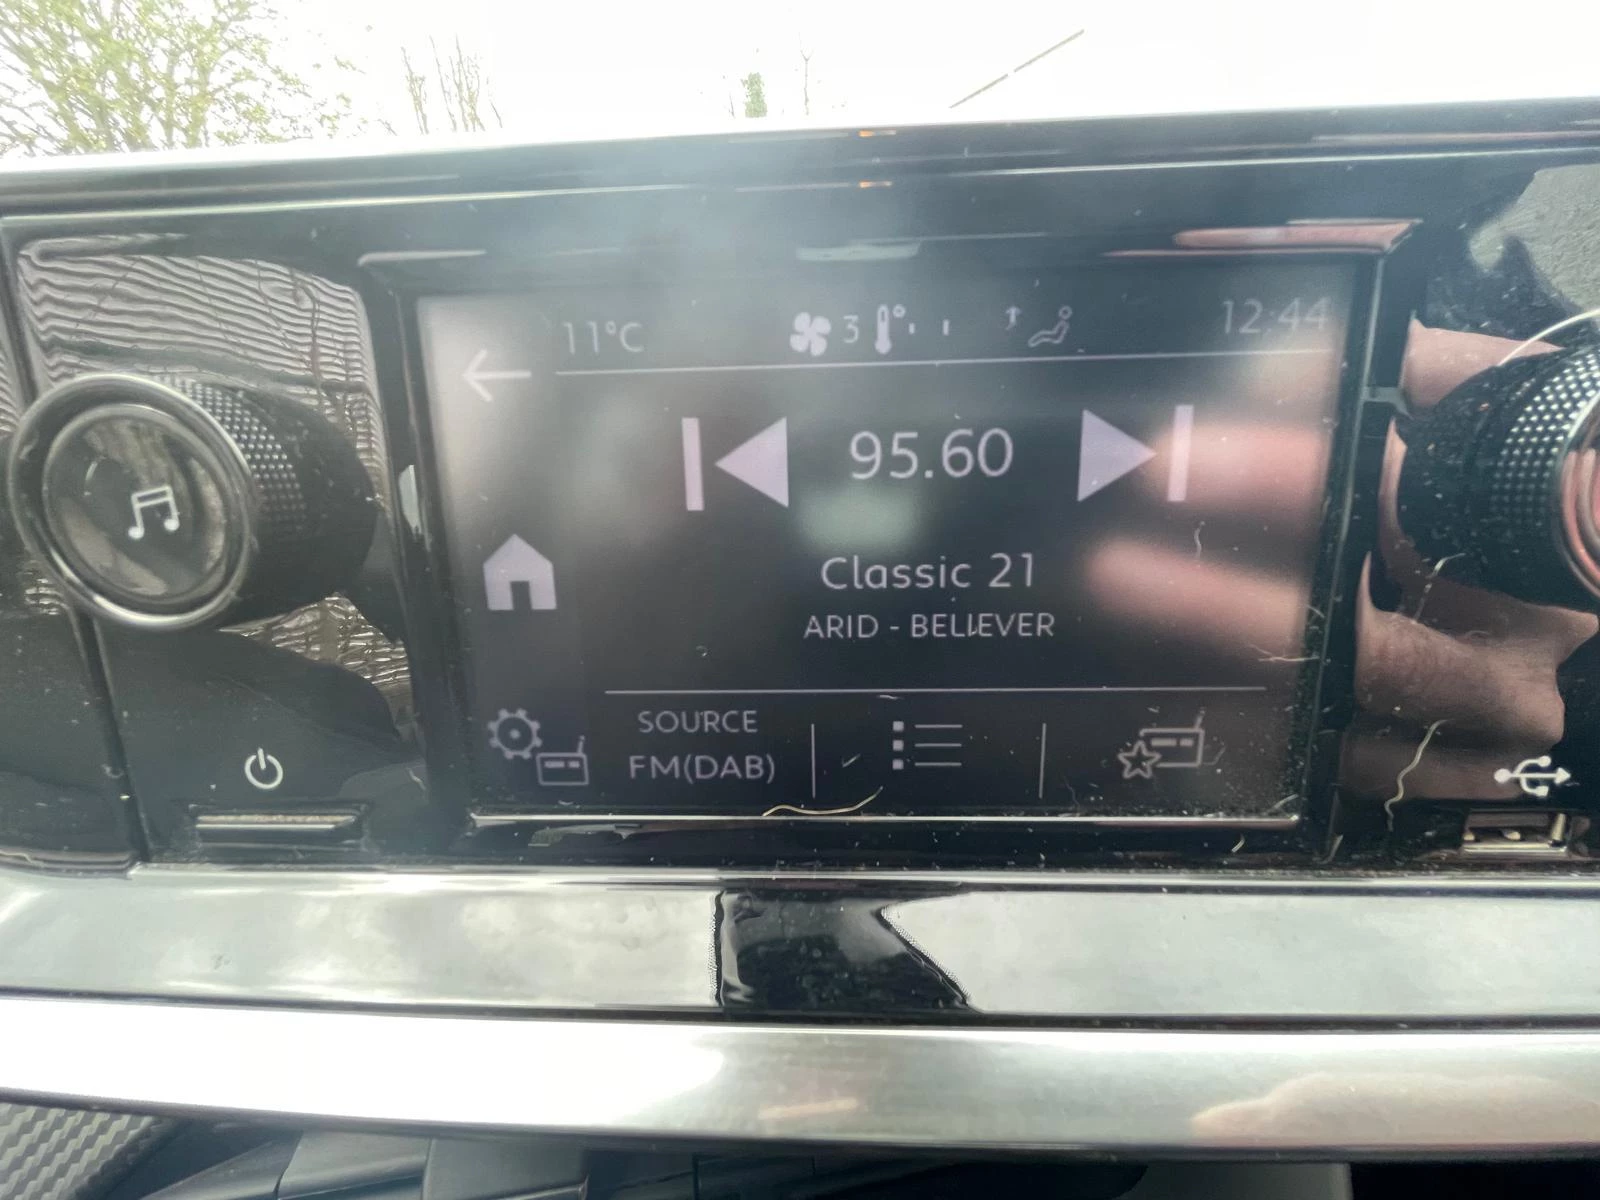 11°C 3 12:44
95.60
Classic 21
ARID - BELIEVER
SOURCE
FM(DAB)